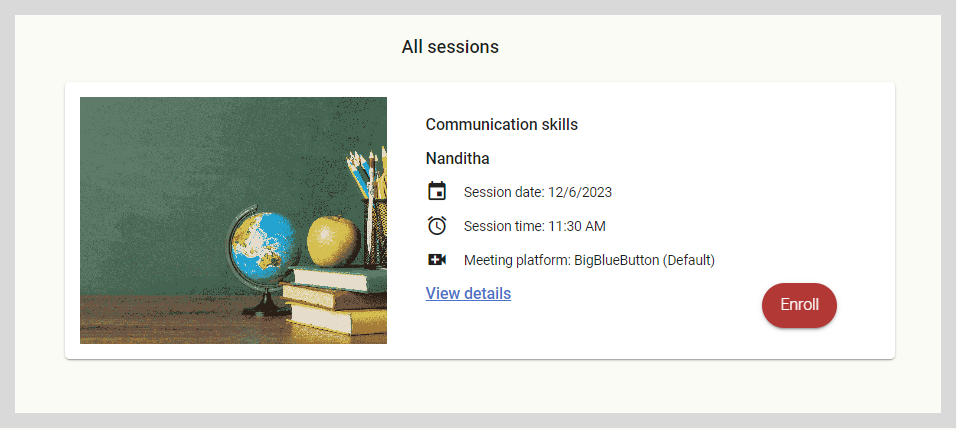 All sessions
Communication skills
Nanditha
Session date: 12/6/2023
Session time: 11:30 AM
Meeting platform: BigBlueButton (Default)
View details
Enroll